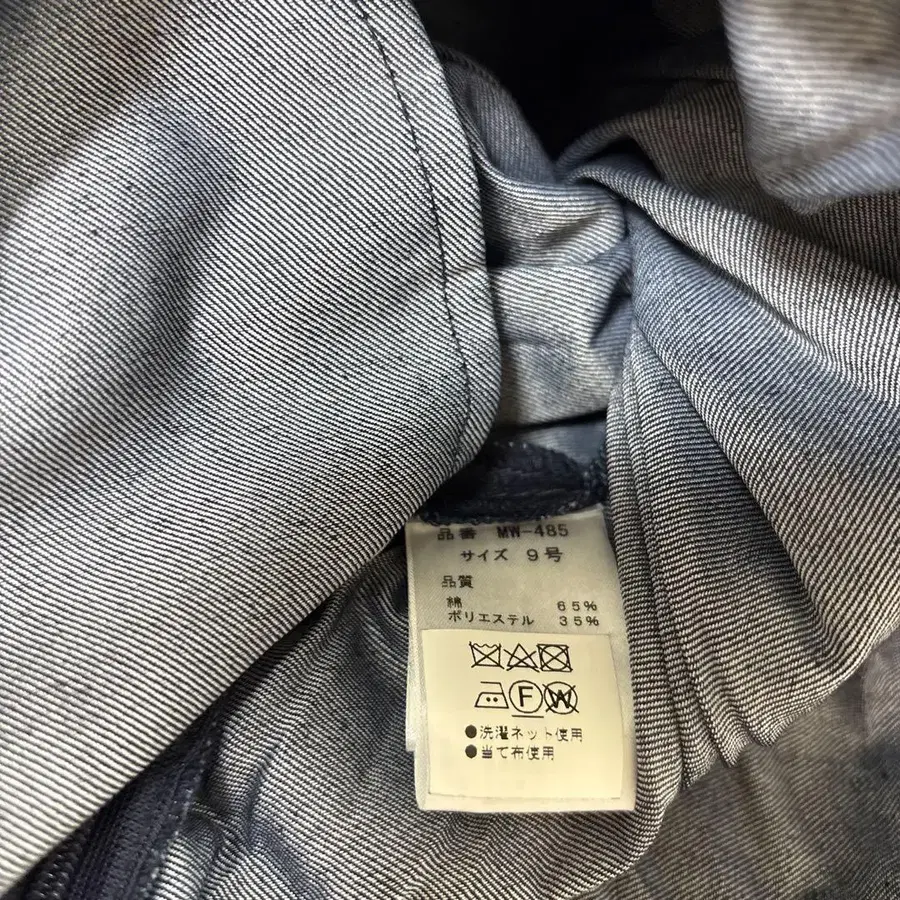 品番 MW-485
サイズ 9号
品質
綿 65%
ポリエステル 35%
F W
●洗濯ネット使用
●当て布使用